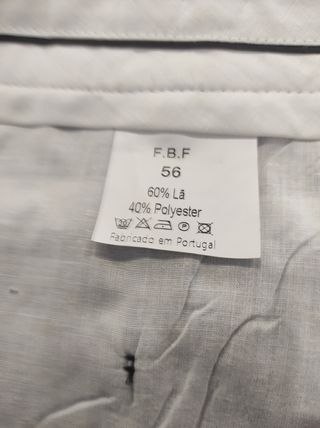 F.B.F
56
60% Lã
40% Polyester
Fabricado em Portugal